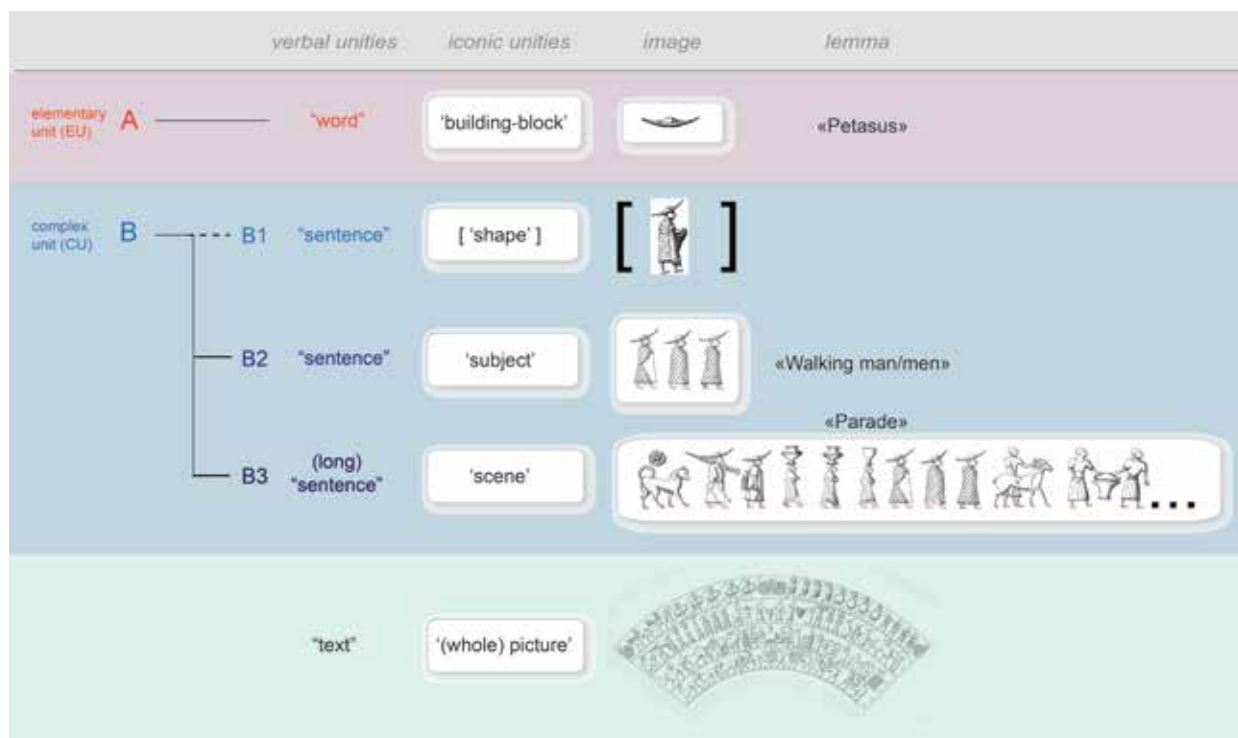 verbal unities iconic unities image lemma
elementary unit (EU) A “word” 'building-block' «Petasus»
complex unit (CU) B B1 “sentence” [ 'shape' ] [ ]
B2 “sentence” 'subject' «Walking man/men»
«Parade»
B3 (long) “sentence” 'scene' ...
“text” '(whole) picture'